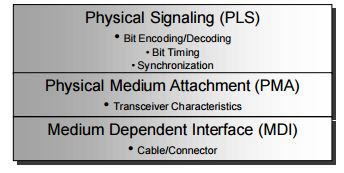 Physical Signaling (PLS)
• Bit Encoding/Decoding
• Bit Timing
• Synchronization
Physical Medium Attachment (PMA)
• Transceiver Characteristics
Medium Dependent Interface (MDI)
• Cable/Connector